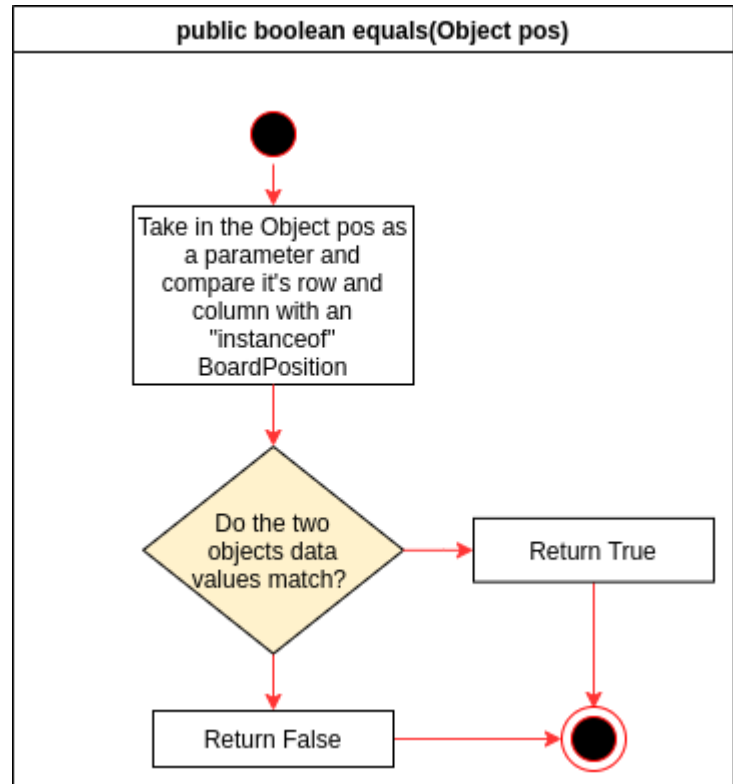 public boolean equals(Object pos)
Take in the Object pos as
a parameter and
compare it's row and
column with an
"instanceof"
BoardPosition
Do the two
objects data
values match?
Return True
Return False